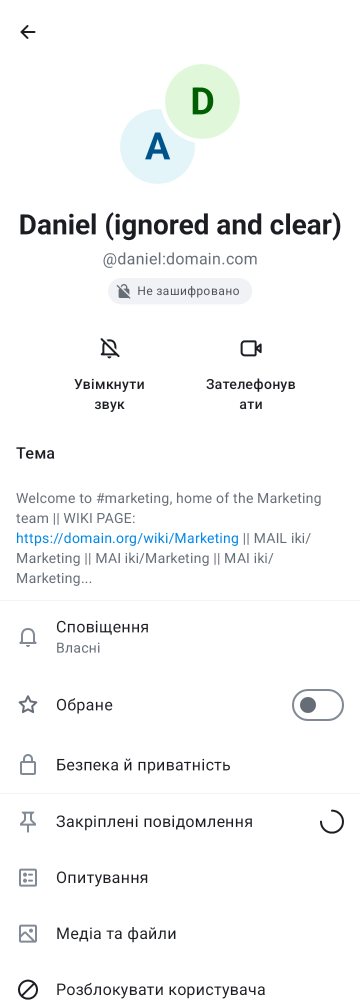 D
A
Daniel (ignored and clear)
@daniel:domain.com
Не зашифровано
Увімкнути
звук
Зателефонув
ати
Тема
Welcome to #marketing, home of the Marketing
team || WIKI PAGE:
https://domain.org/wiki/Marketing || MAIL iki/
Marketing || MAI iki/Marketing || MAI iki/
Marketing...
Сповіщення
Власні
Обране
Безпека й приватність
Закріплені повідомлення
Опитування
Медіа та файли
Розблокувати користувача